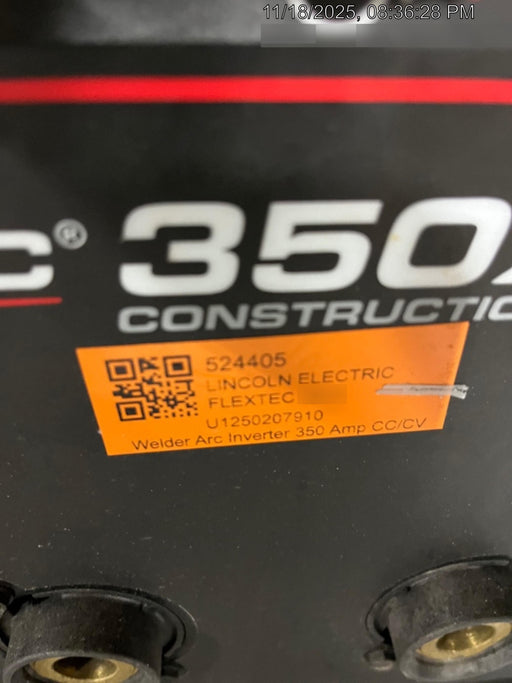 11/18/2025, 08:36:28 PM
C® 350
CONSTRUCTIO
524405
LINCOLN ELECTRIC
FLEXTEC
U1250207910
Welder Arc Inverter 350 Amp CC/CV